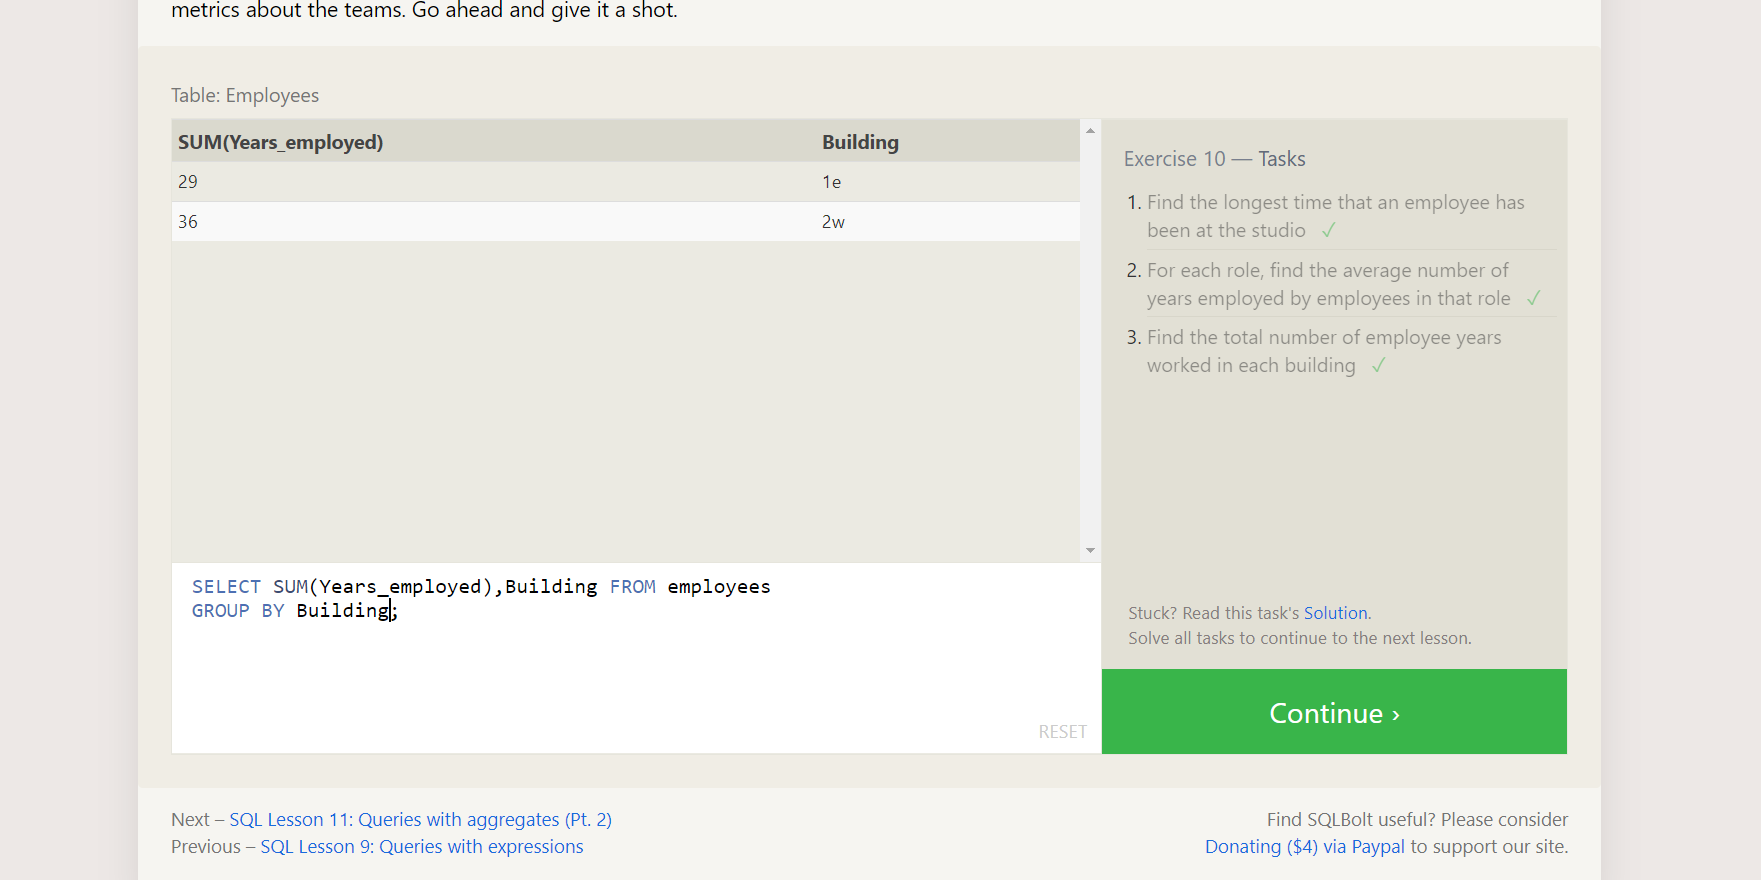 metrics about the teams. Go ahead and give it a shot.
Table: Employees
SUM(Years_employed) Building
29 1e
36 2w
SELECT SUM(Years_employed),Building FROM employees
GROUP BY Building;
RESET
Exercise 10 — Tasks
1. Find the longest time that an employee has
been at the studio ✓
2. For each role, find the average number of
years employed by employees in that role ✓
3. Find the total number of employee years
worked in each building ✓
Stuck? Read this task's Solution.
Solve all tasks to continue to the next lesson.
Continue ›
Next – SQL Lesson 11: Queries with aggregates (Pt. 2)
Previous – SQL Lesson 9: Queries with expressions
Find SQLBolt useful? Please consider
Donating ($4) via Paypal to support our site.